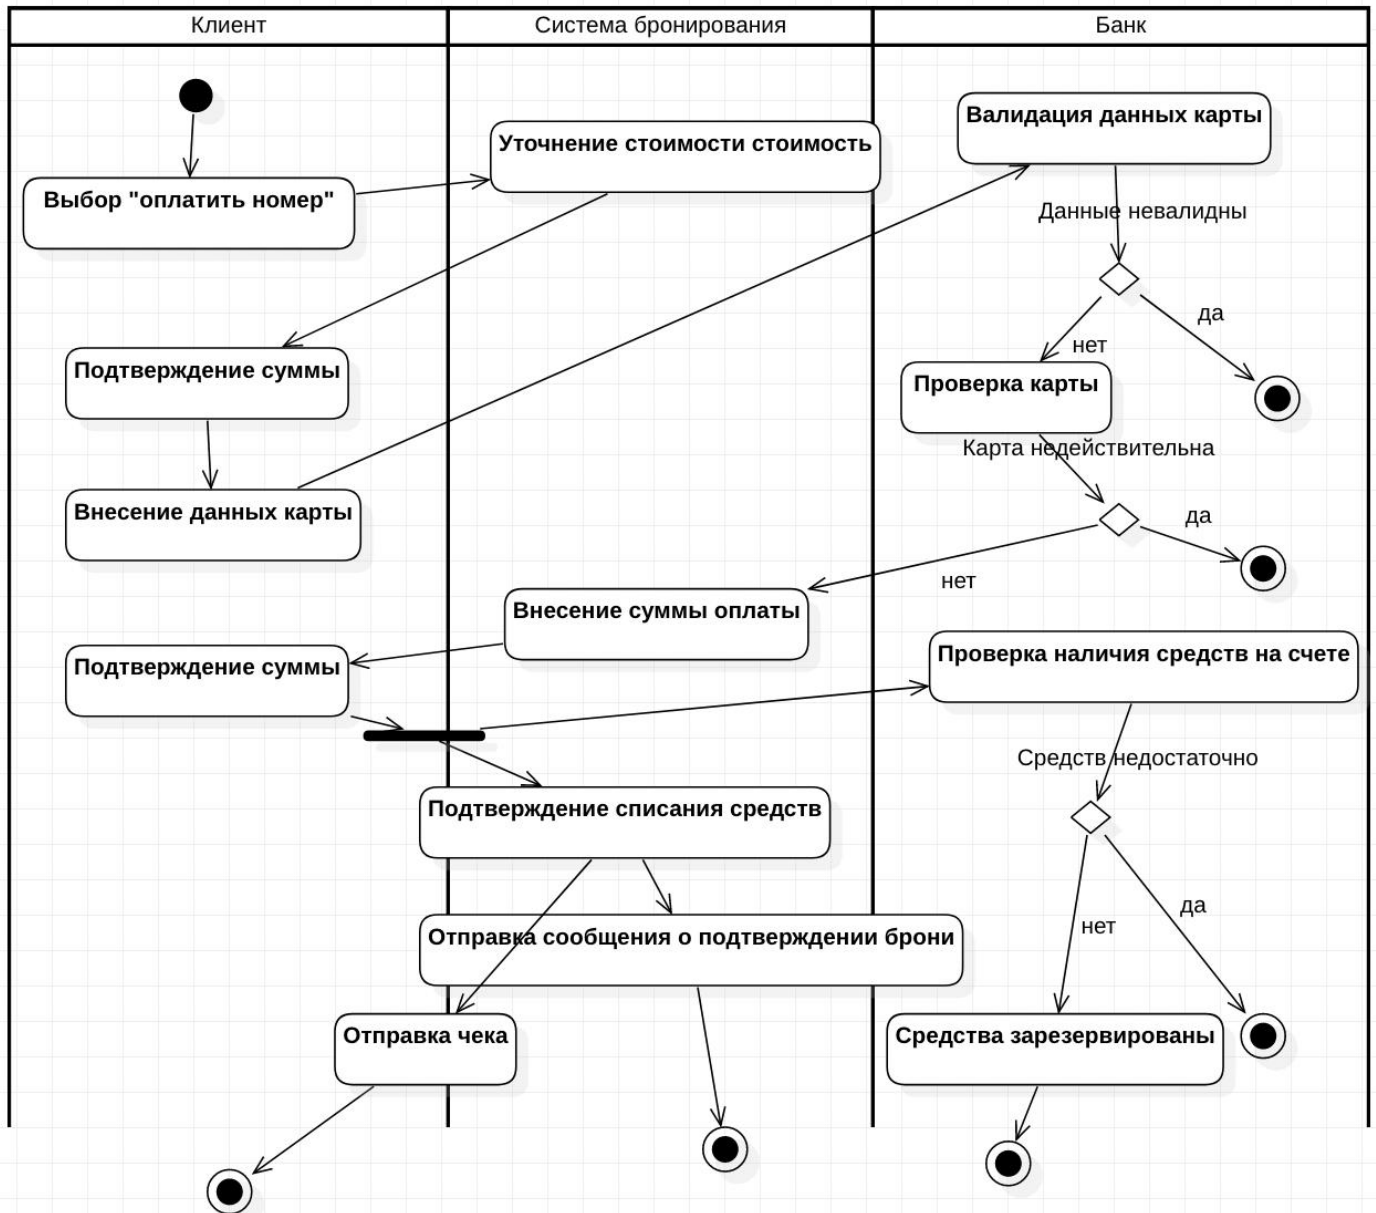 Клиент
Система бронирования
Банк
Валидация данных карты
Уточнение стоимости стоимость
Выбор "оплатить номер"
Данные невалидны
да
нет
Подтверждение суммы
Проверка карты
Карта недействительна
Внесение данных карты
да
нет
Внесение суммы оплаты
Проверка наличия средств на счете
Подтверждение суммы
Средств недостаточно
Подтверждение списания средств
да
нет
Отправка сообщения о подтверждении брони
Отправка чека
Средства зарезервированы